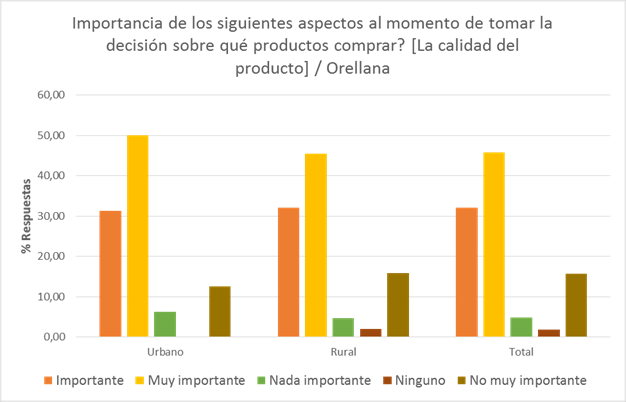 Importancia de los siguientes aspectos al momento de tomar la
decisión sobre qué productos comprar? [La calidad del
producto] / Orellana
60,00
50,00
40,00
30,00
20,00
10,00
0,00
% Respuestas
Urbano Rural Total
Importante Muy importante Nada importante Ninguno No muy importante